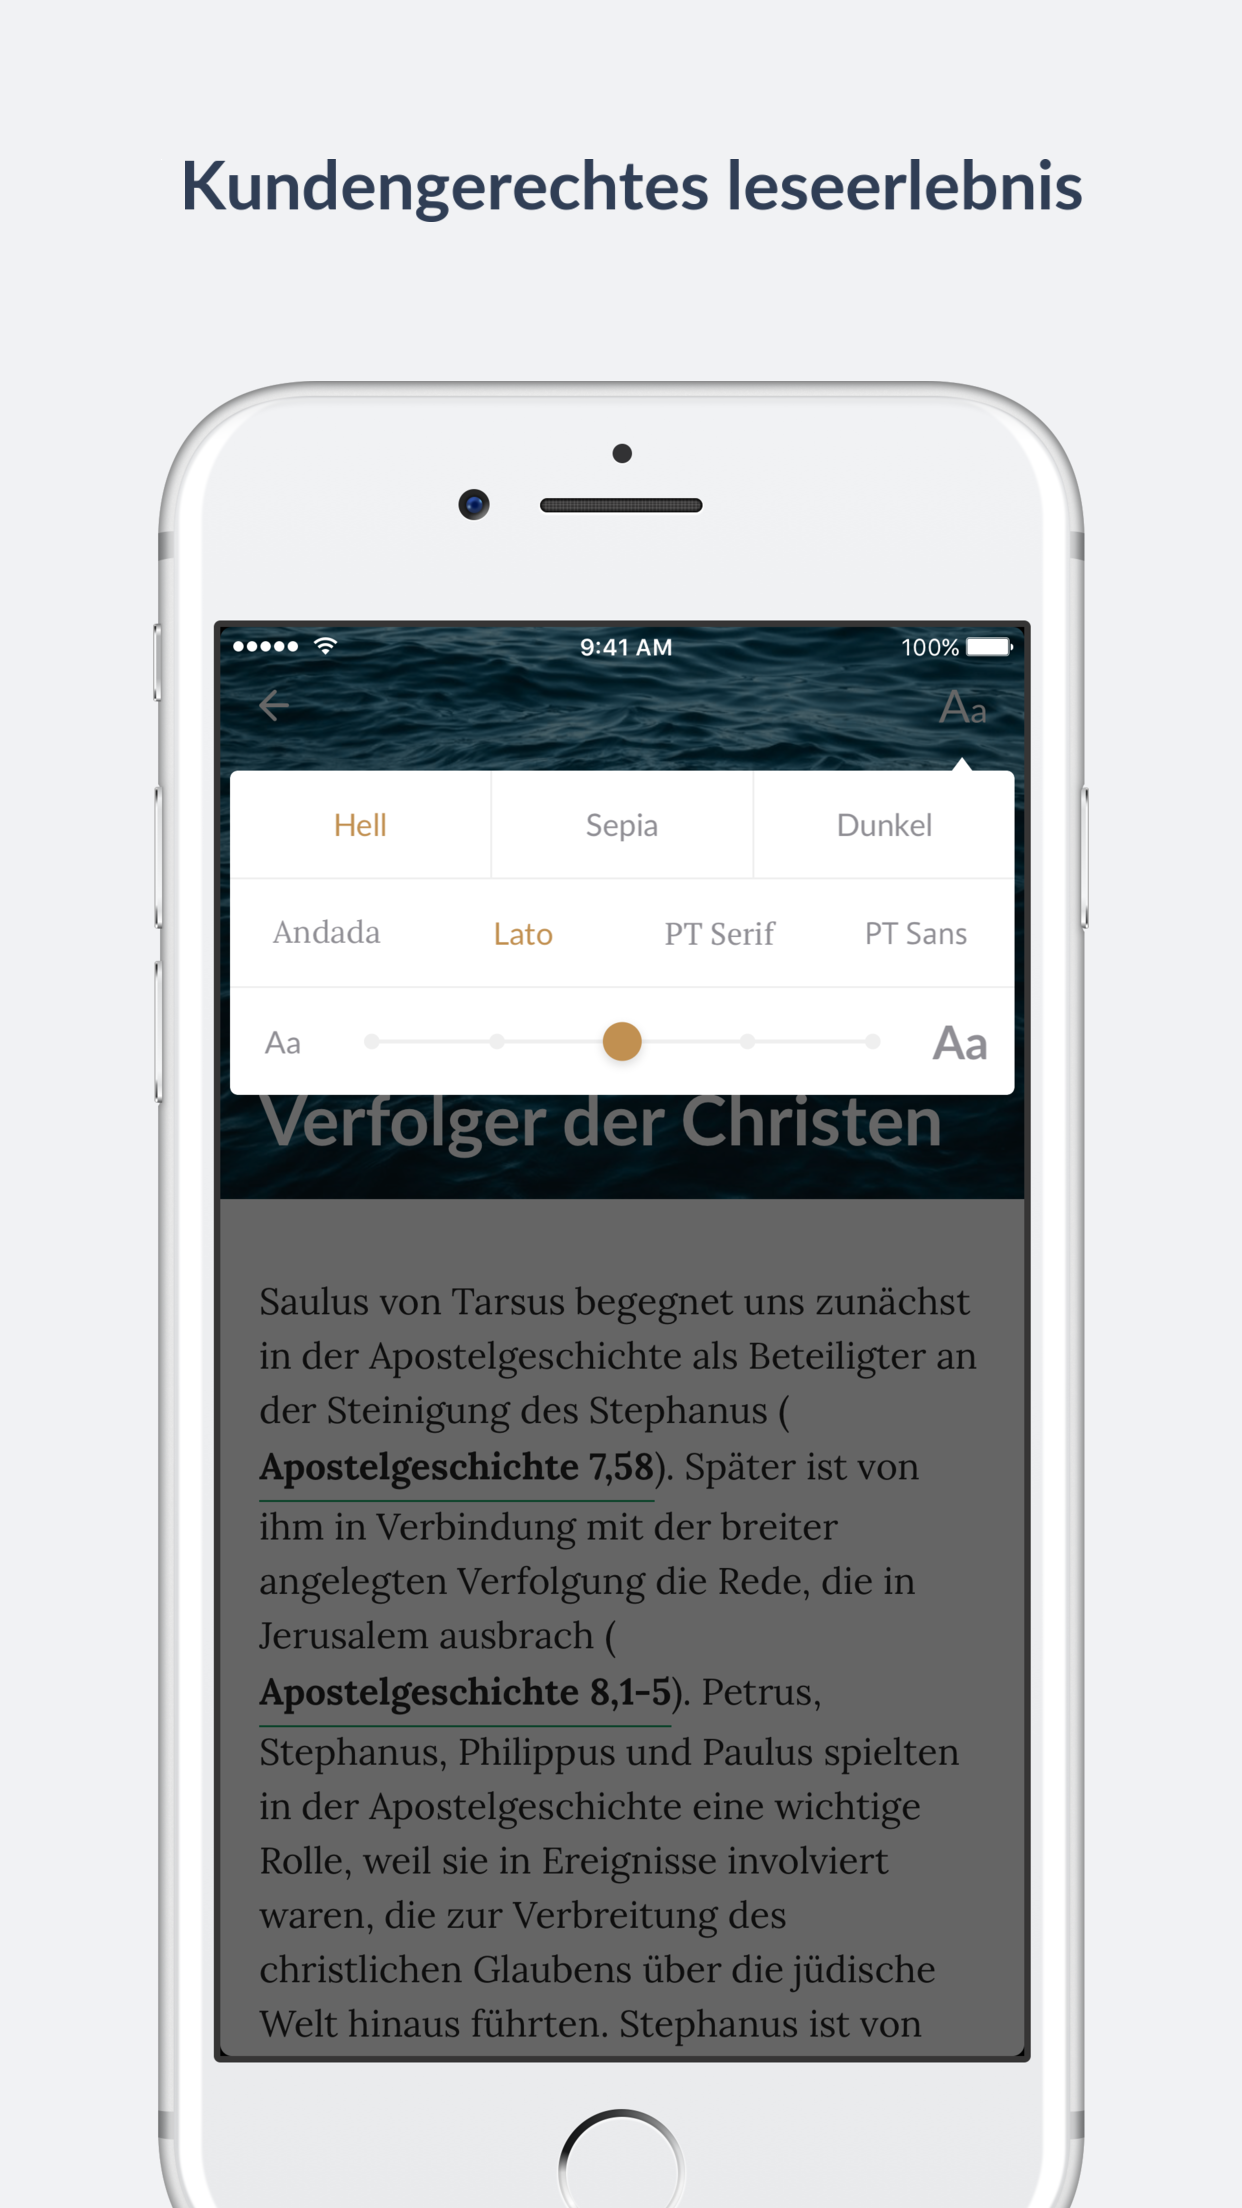 Kundengerechtes leseerlebnis
9:41 AM
100%
Aa
Hell
Sepia
Dunkel
Andada
Lato
PT Serif
PT Sans
Aa
Aa
Verfolger der Christen
Saulus von Tarsus begegnet uns zunächst
in der Apostelgeschichte als Beteiligter an
der Steinigung des Stephanus (
Apostelgeschichte 7,58). Später ist von
ihm in Verbindung mit der breiter
angelegten Verfolgung die Rede, die in
Jerusalem ausbrach (
Apostelgeschichte 8,1-5). Petrus,
Stephanus, Philippus und Paulus spielten
in der Apostelgeschichte eine wichtige
Rolle, weil sie in Ereignisse involviert
waren, die zur Verbreitung des
christlichen Glaubens über die jüdische
Welt hinaus führten. Stephanus ist von